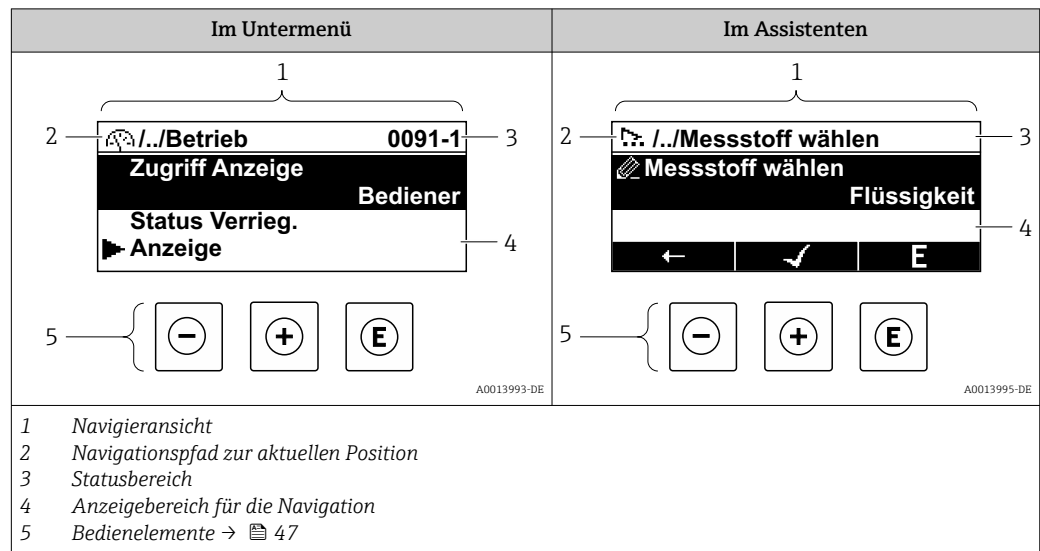 Im Untermenü
Im Assistenten
1
2
/../Betrieb 0091-1
3
Zugriff Anzeige
Bediener
Status Verrieg.
Anzeige
4
5
- + E
A0013993-DE
1
2
/../Messstoff wählen
3
Messstoff wählen
Flüssigkeit
4
← ✓ E
5
- + E
A0013995-DE
1 Navigieransicht
2 Navigationspfad zur aktuellen Position
3 Statusbereich
4 Anzeigebereich für die Navigation
5 Bedienelemente → 47